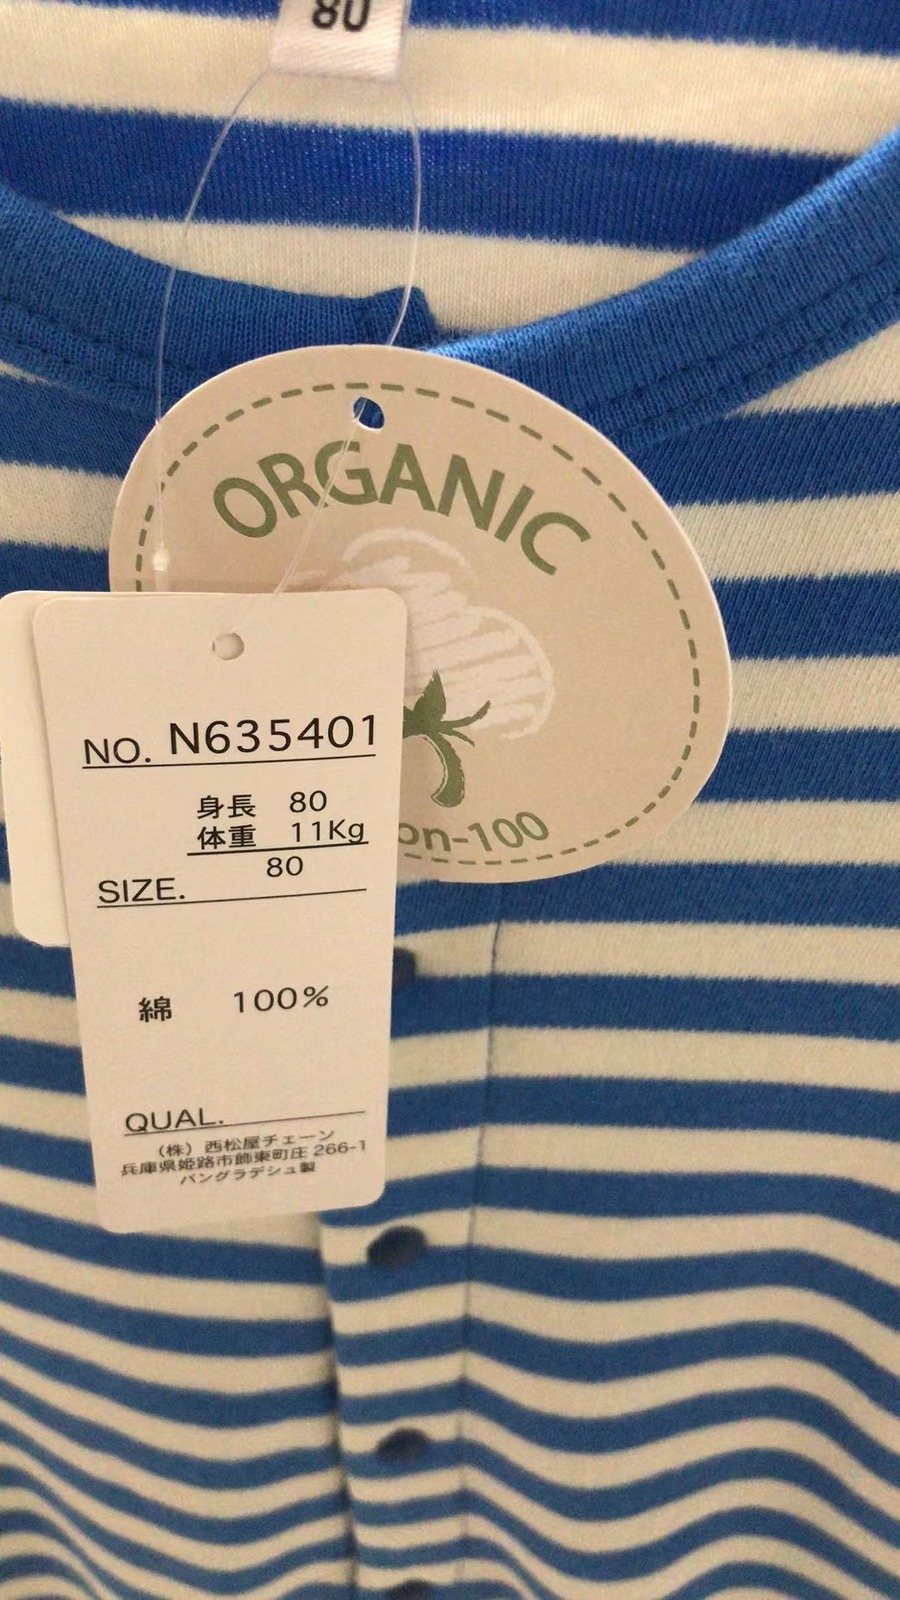 80
ORGANIC
on-100
NO. N635401
身長 80
体重 11Kg
80
SIZE.
綿 100%
QUAL.
（株）西松屋チェーン
兵庫県姫路市飾東町庄 266-1
バングラデシュ製